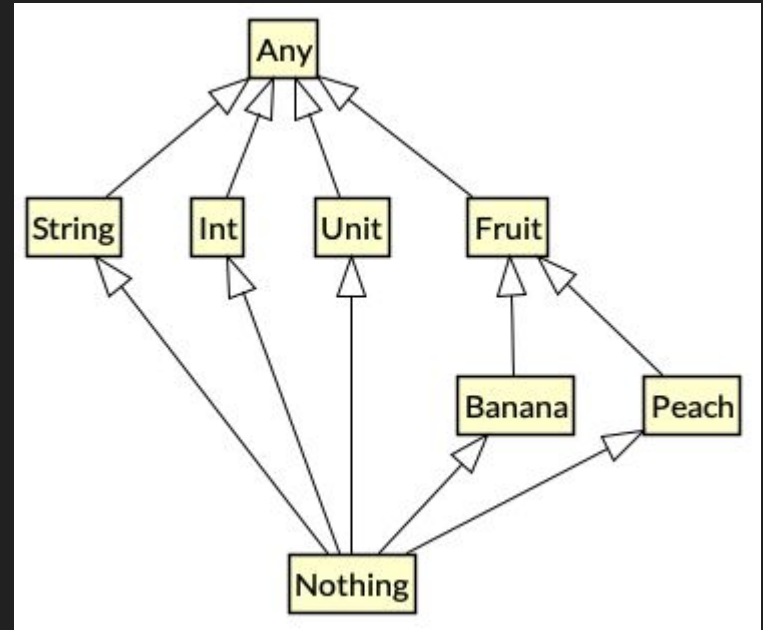 Any
String
Int
Unit
Fruit
Banana
Peach
Nothing